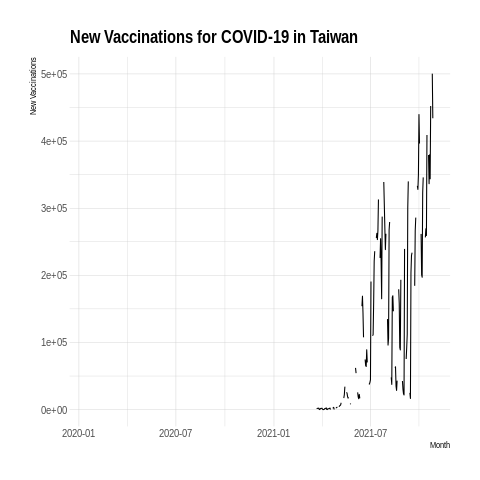 New Vaccinations for COVID-19 in Taiwan
New Vaccinations
5e+05
4e+05
3e+05
2e+05
1e+05
0e+00
2020-01 2020-07 2021-01 2021-07
Month